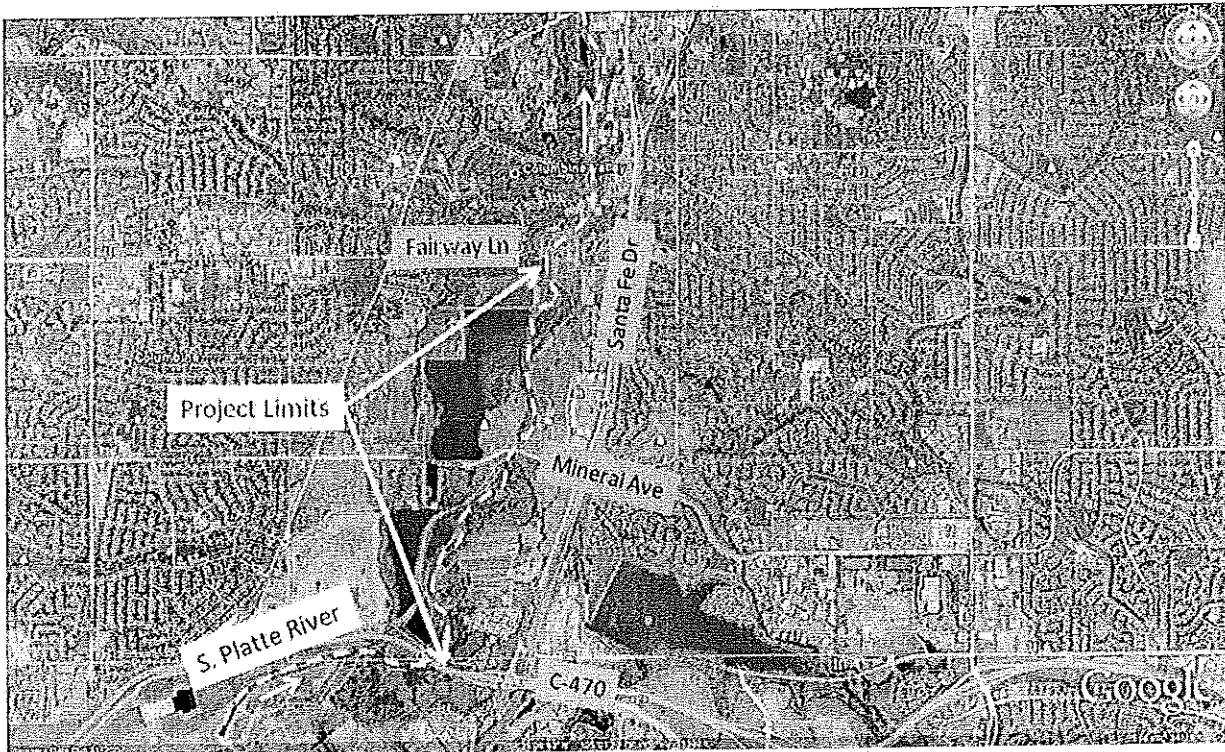 Fairway Ln
Santa Fe Dr
Project Limits
Mineral Ave
S. Platte River
C-470
Google